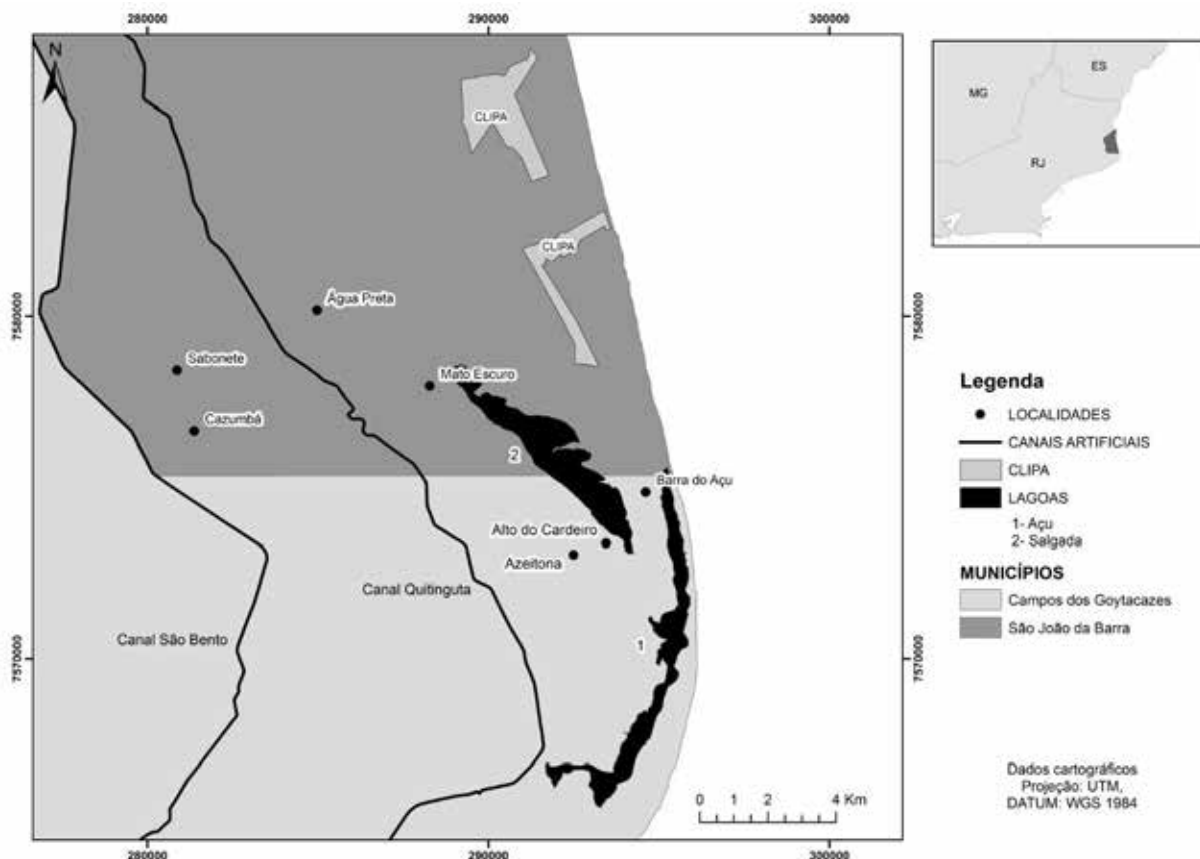 280000
290000
300000
N
CLIPA
CLIPA
7580000
7580000
Água Preta
Sabonete
Mato Escuro
Cazumbá
2
Barra do Açu
Alto do Cardeiro
Azeitona
Canal Quitinguta
Canal São Bento
1
7570000
7570000
0 1 2 4 Km
280000
290000
300000
MG
ES
RJ
Legenda
LOCALIDADES
CANAIS ARTIFICIAIS
CLIPA
LAGOAS
1- Açu
2- Salgada
MUNICÍPIOS
Campos dos Goytacazes
São João da Barra
Dados cartográficos
Projeção: UTM,
DATUM: WGS 1984